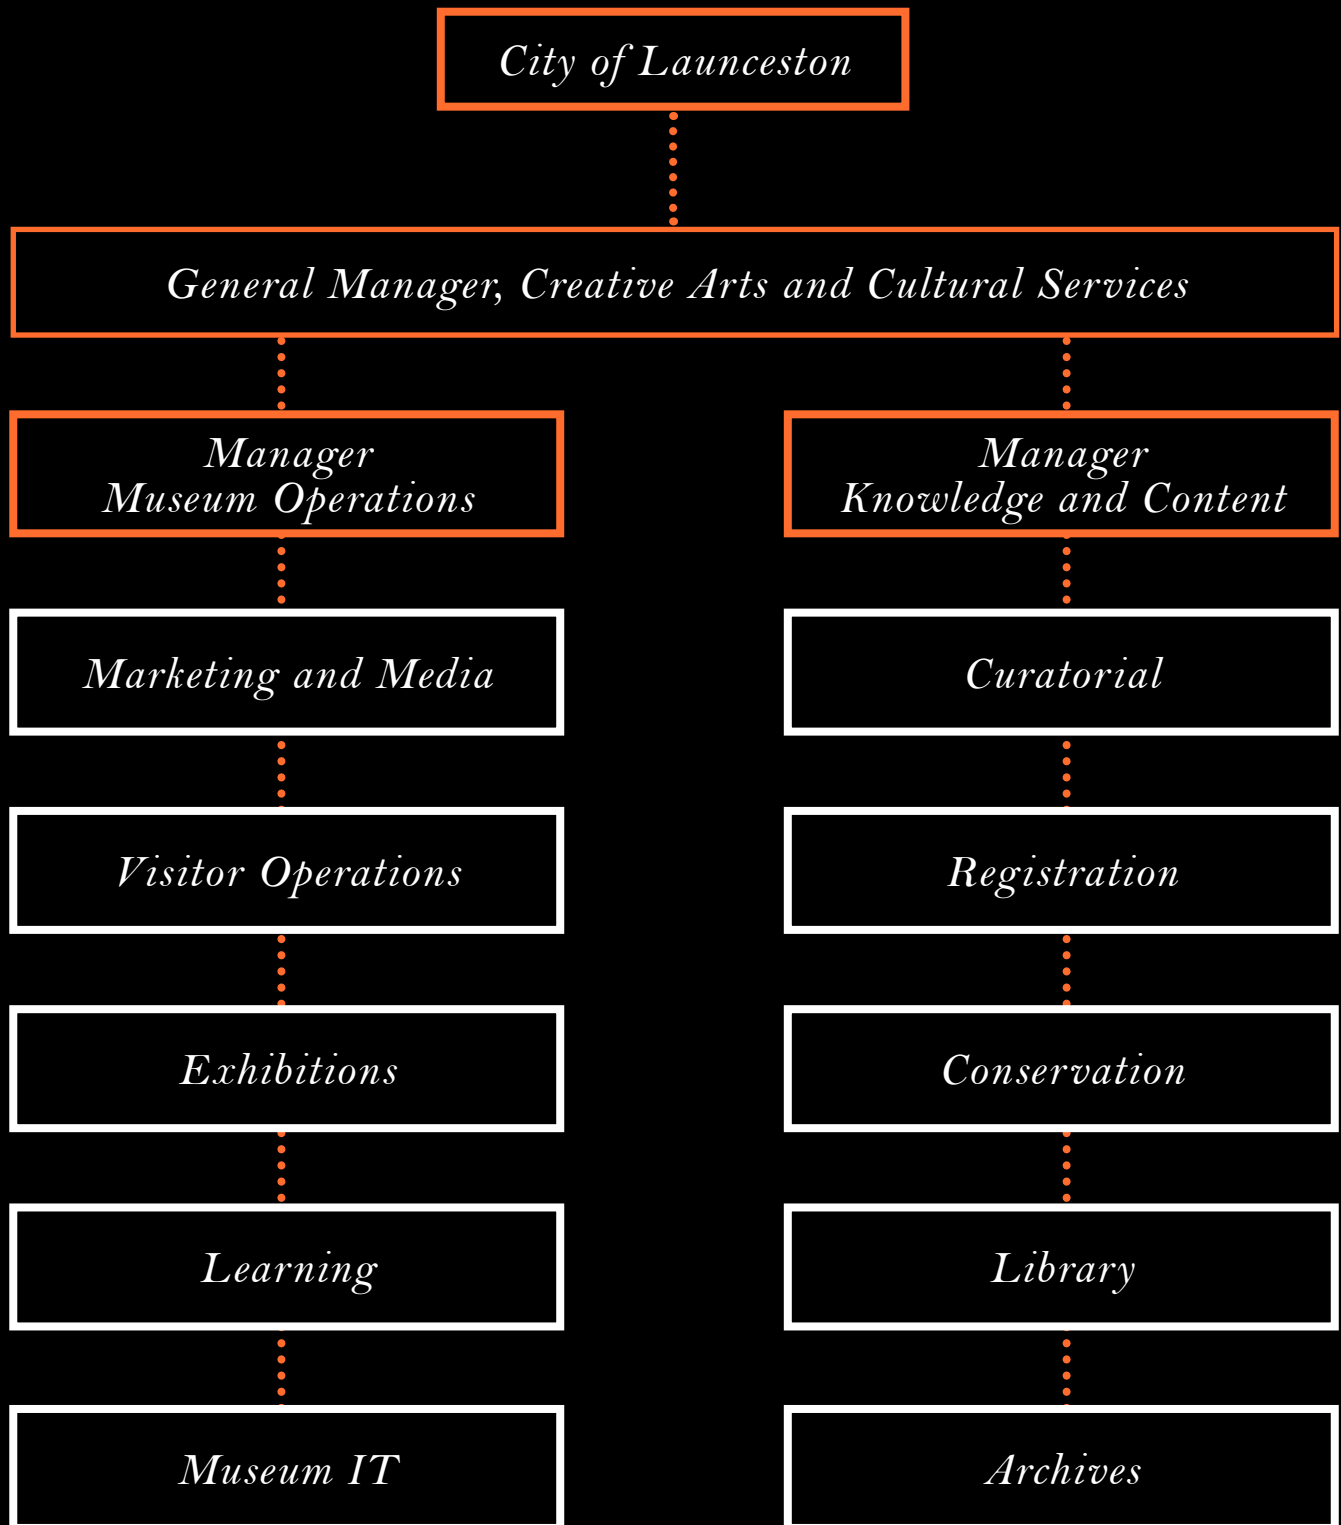 City of Launceston
General Manager, Creative Arts and Cultural Services
Manager
Museum Operations
Manager
Knowledge and Content
Marketing and Media
Curatorial
Visitor Operations
Registration
Exhibitions
Conservation
Learning
Library
Museum IT
Archives